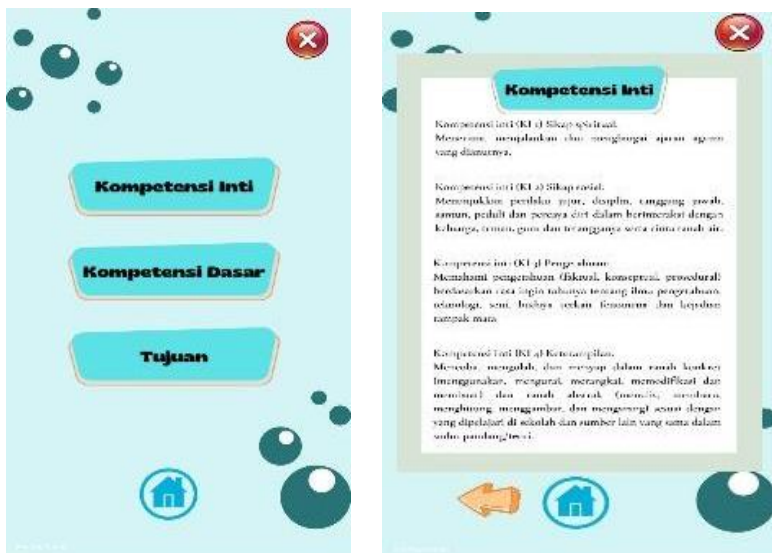 Kompetensi Inti
Kompetensi Dasar
Tujuan
Kompetensi Inti
Kompetensi inti (KI 1) Sikap spiritual.
Menerima, menjalankan dan menghargai ajaran agama
yang dianutnya.
Kompetensi inti (KI 2) Sikap sosial.
Menunjukkan perilaku jujur, disiplin, tanggung jawab,
santun, peduli dan percaya diri dalam berinteraksi dengan
keluarga, teman, guru dan tetangganya serta cinta tanah air.
Kompetensi inti (KI 3) Pengetahuan.
Memahami pengetahuan (faktual, konseptual, prosedural)
berdasarkan rasa ingin tahunya tentang ilmu pengetahuan,
teknologi, seni, budaya terkait fenomena dan kejadian
tampak mata.
Kompetensi inti (KI 4) Keterampilan.
Mencoba, mengolah, dan menyaji dalam ranah konkret
(menggunakan, mengurai, merangkai, memodifikasi dan
membuat) dan ranah abstrak (menulis, membaca,
menghitung, menggambar, dan mengarang) sesuai dengan
yang dipelajari di sekolah dan sumber lain yang sama dalam
sudut pandang/teori.